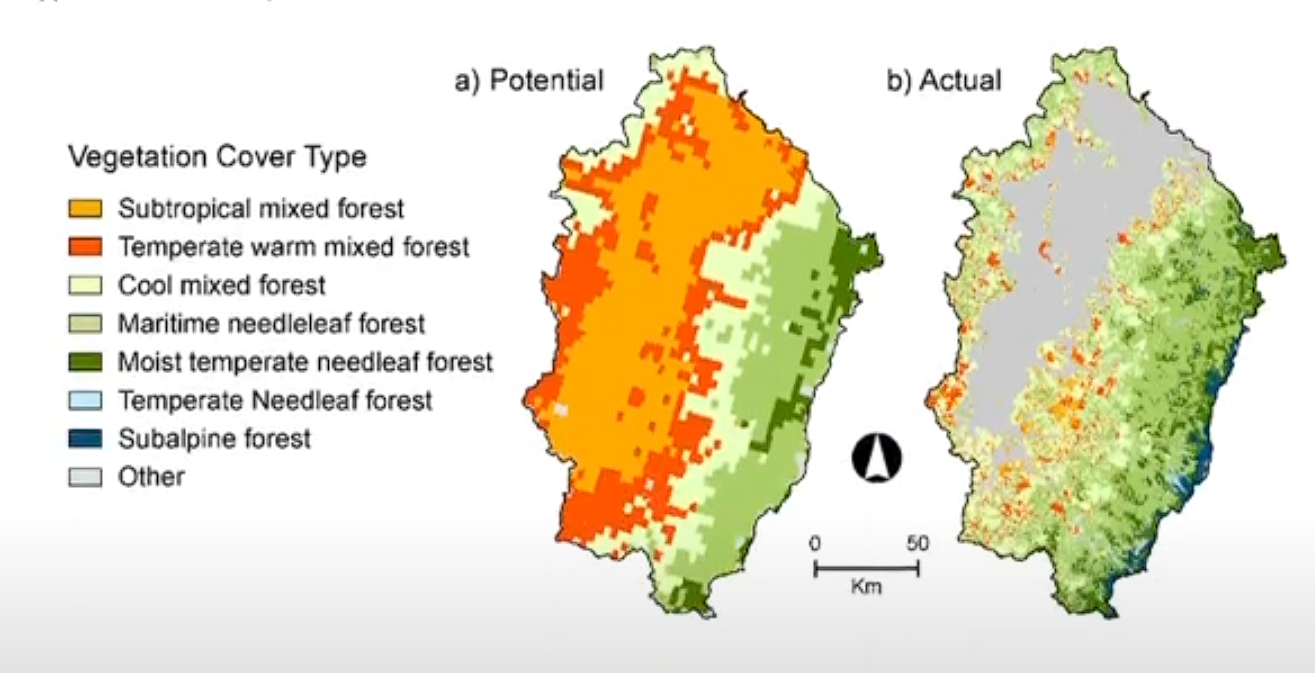 a) Potential
b) Actual
Vegetation Cover Type
Subtropical mixed forest
Temperate warm mixed forest
Cool mixed forest
Maritime needleleaf forest
Moist temperate needleaf forest
Temperate Needleaf forest
Subalpine forest
Other
0 50
Km